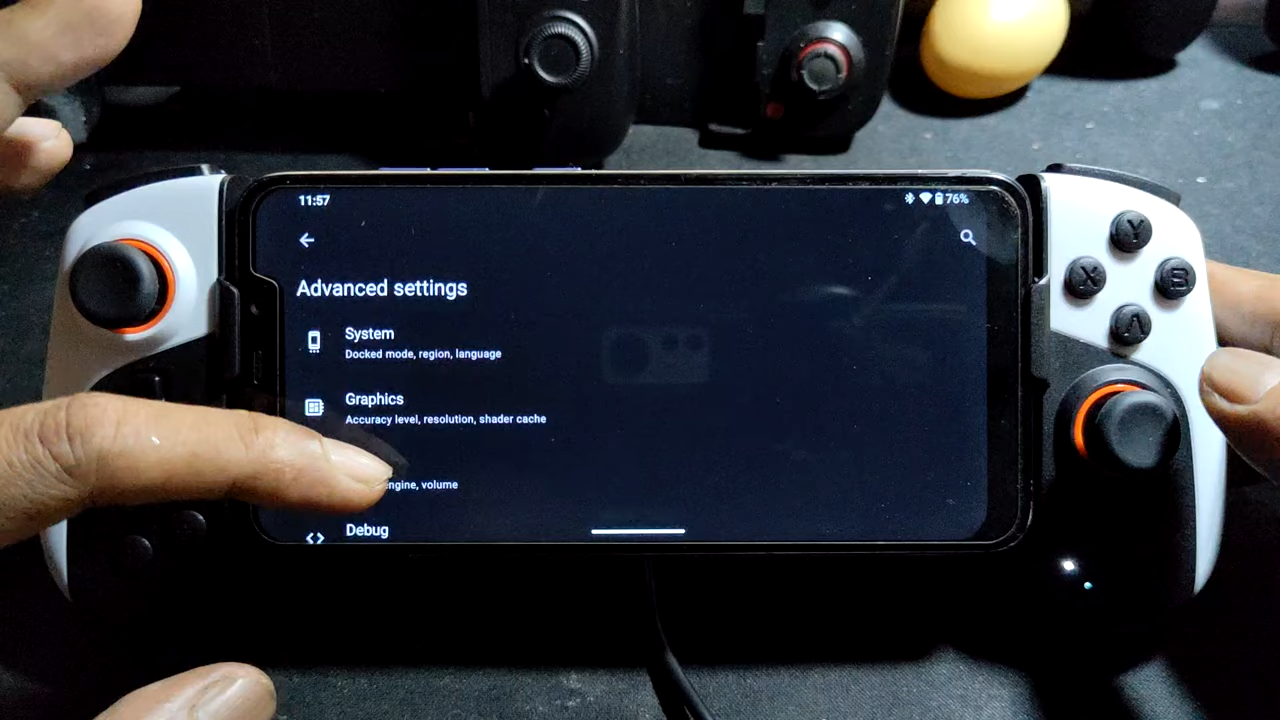 11:57
76%
Advanced settings
System
Docked mode, region, language
Graphics
Accuracy level, resolution, shader cache
engine, volume
Debug
Y
X
B
A